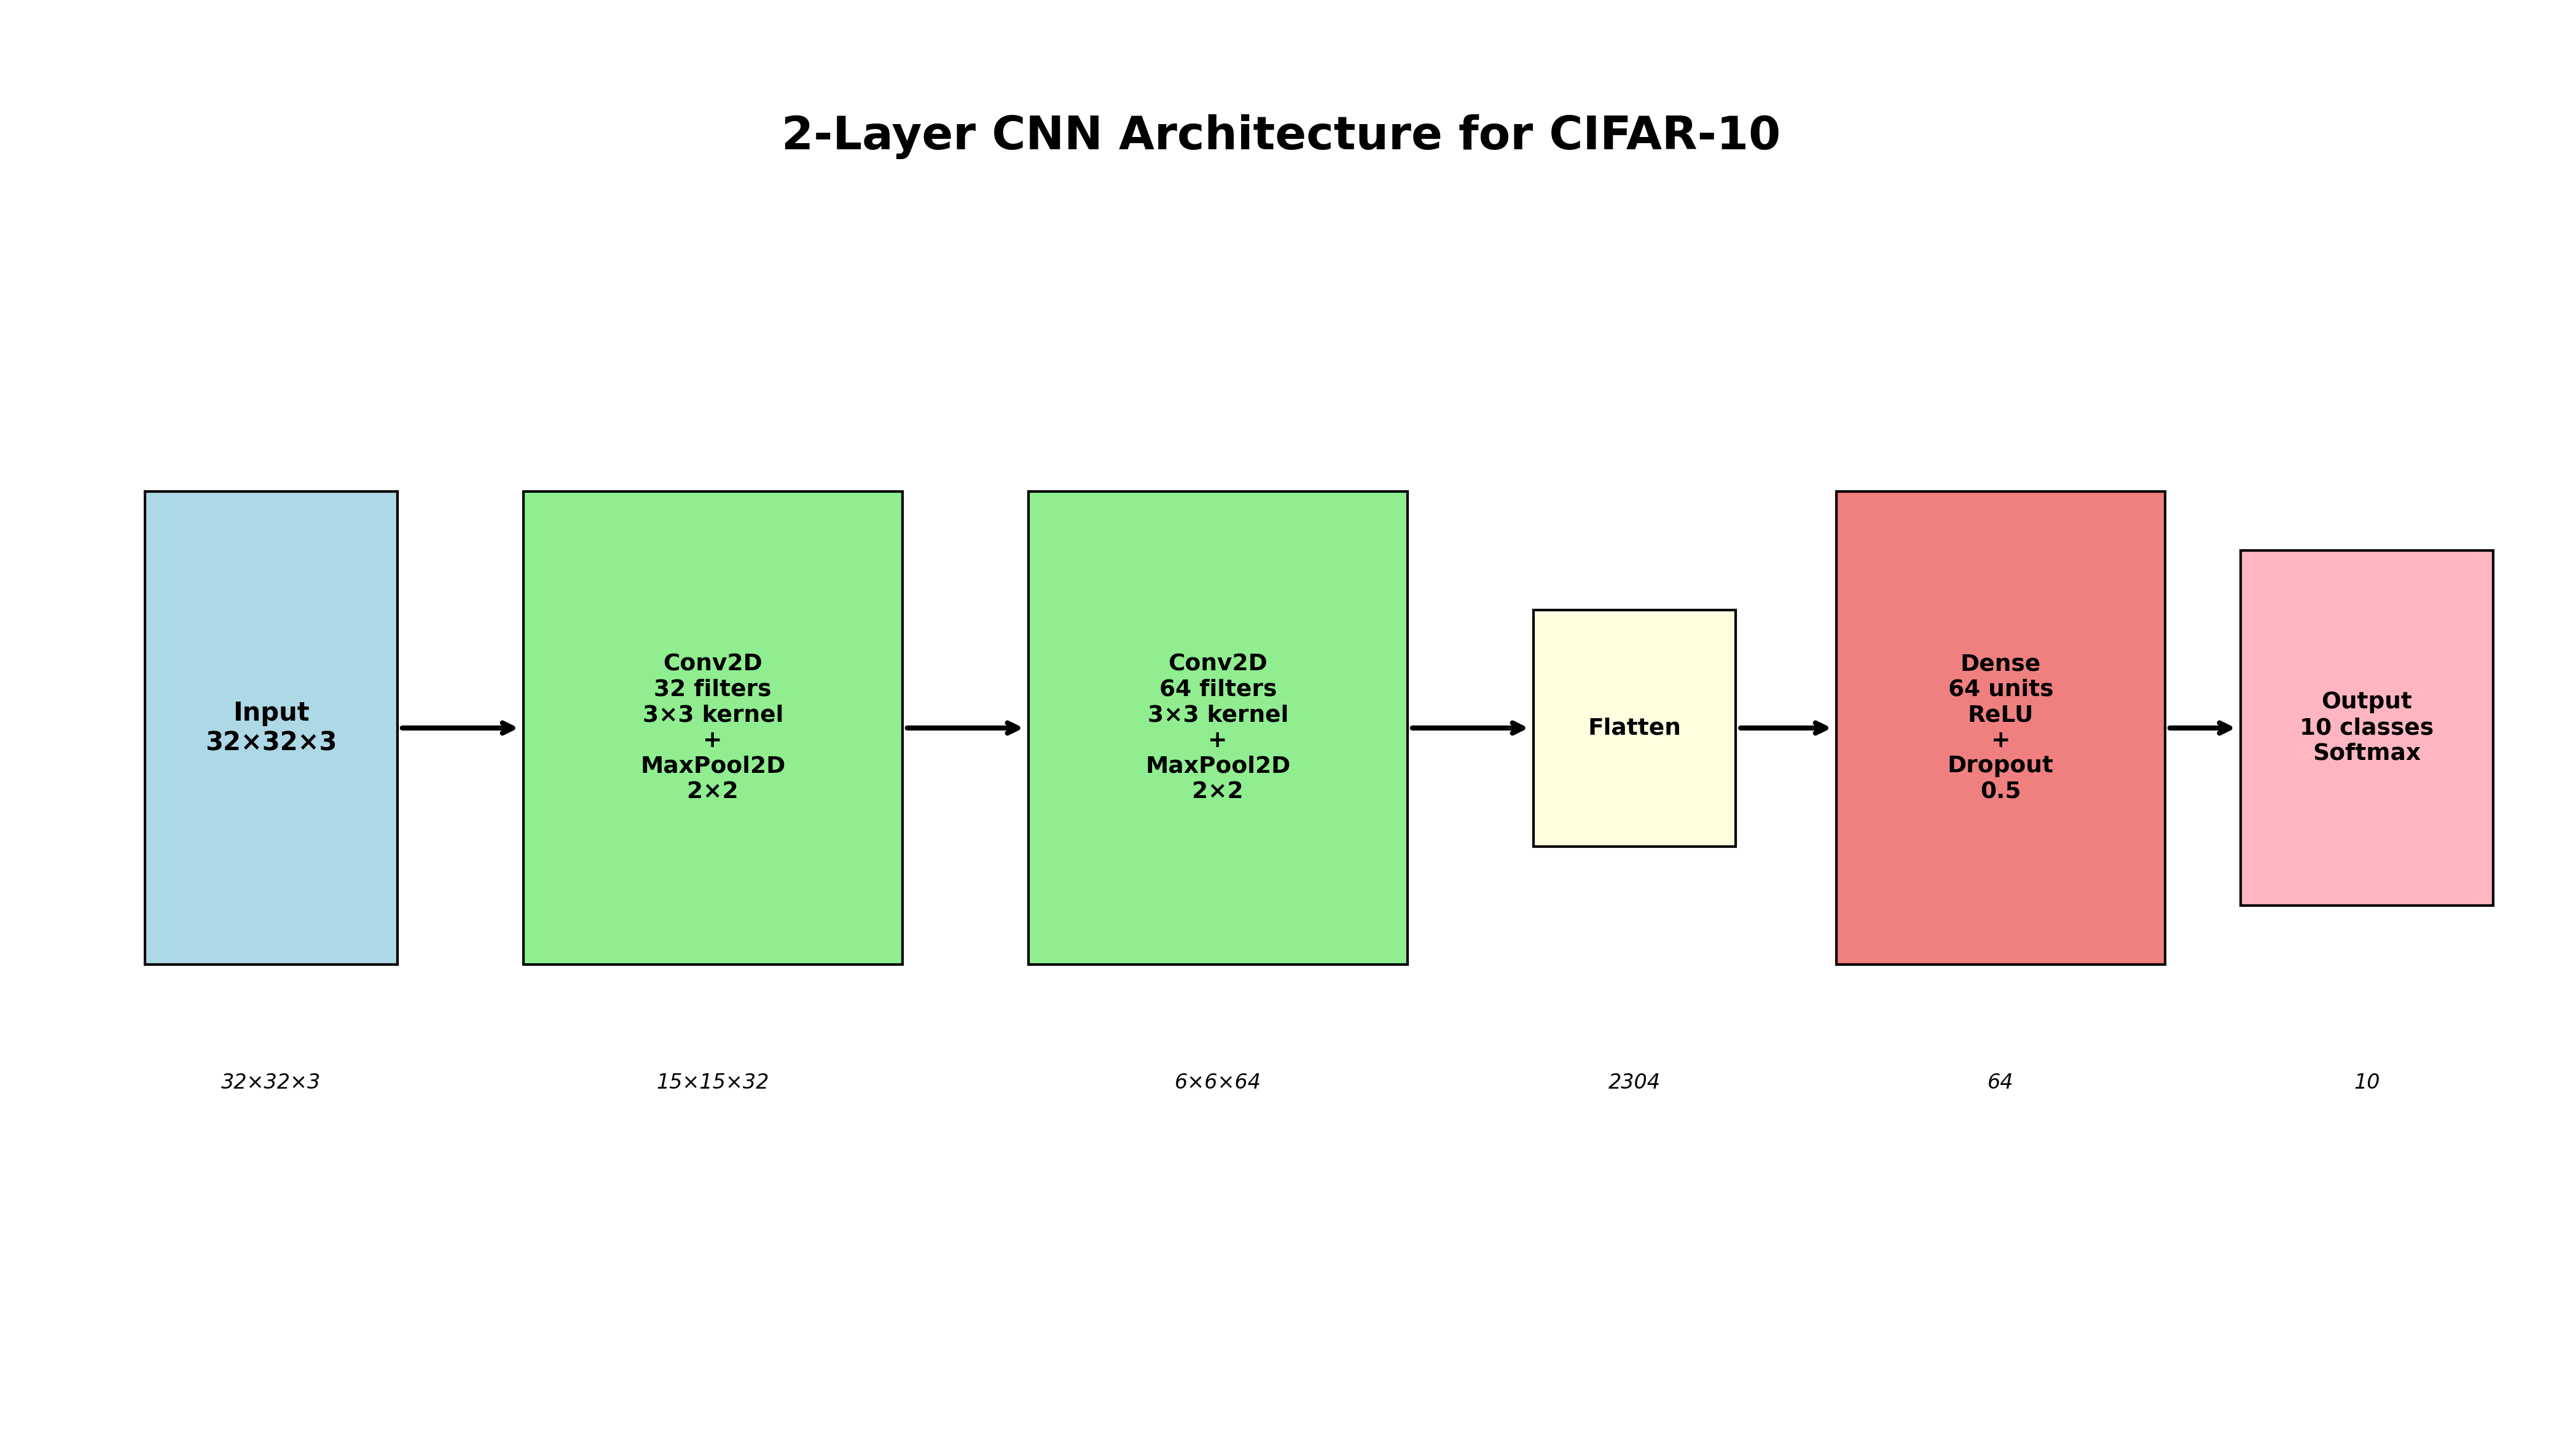 2-Layer CNN Architecture for CIFAR-10
Input
32×32×3
Conv2D
32 filters
3×3 kernel
+
MaxPool2D
2×2
Conv2D
64 filters
3×3 kernel
+
MaxPool2D
2×2
Flatten
Dense
64 units
ReLU
+
Dropout
0.5
Output
10 classes
Softmax
32×32×3
15×15×32
6×6×64
2304
64
10